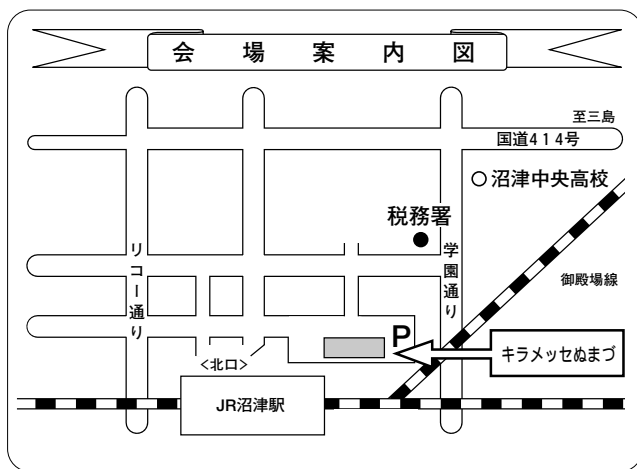 会場案内図
至三島
国道414号
沼津中央高校
税務署
リコー通り
学園通り
御殿場線
P
キラメッセぬまづ
<北口>
JR沼津駅